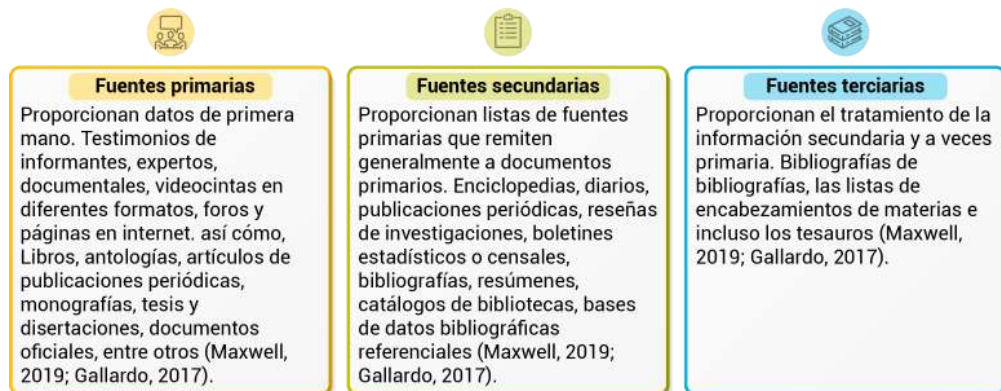 Fuentes primarias
Proporcionan datos de primera
mano. Testimonios de
informantes, expertos,
documentales, videocintas en
diferentes formatos, foros y
páginas en internet. así cómo,
Libros, antologías, artículos de
publicaciones periódicas,
monografías, tesis y
disertaciones, documentos
oficiales, entre otros (Maxwell,
2019; Gallardo, 2017).
Fuentes secundarias
Proporcionan listas de fuentes
primarias que remiten
generalmente a documentos
primarios. Enciclopedias, diarios,
publicaciones periódicas, reseñas
de investigaciones, boletines
estadísticos o censales,
bibliografías, resúmenes,
catálogos de bibliotecas, bases
de datos bibliográficas
referenciales (Maxwell, 2019;
Gallardo, 2017).
Fuentes terciarias
Proporcionan el tratamiento de la
información secundaria y a veces
primaria. Bibliografías de
bibliografías, las listas de
encabezamientos de materias e
incluso los tesauros (Maxwell,
2019; Gallardo, 2017).